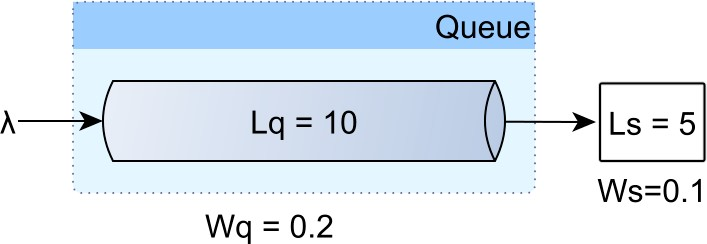 Queue
λ
Lq = 10
Ls = 5
Ws=0.1
Wq = 0.2